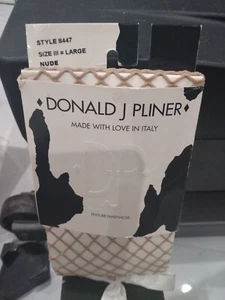 STYLE 8447
SIZE III = LARGE
NUDE
DONALD J PLINER
MADE WITH LOVE IN ITALY